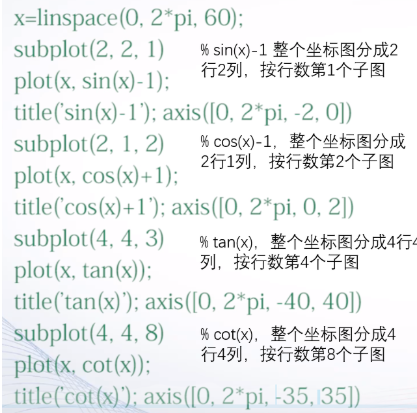 x=linspace(0, 2*pi, 60);
subplot(2, 2, 1)
% sin(x)-1 整个坐标图分成2
行2列，按行数第1个子图
plot(x, sin(x)-1);
title('sin(x)-1'); axis([0, 2*pi, -2, 0])
subplot(2, 1, 2)
% cos(x)-1，整个坐标图分成
2行1列，按行数第2个子图
plot(x, cos(x)+1);
title('cos(x)+1'); axis([0, 2*pi, 0, 2])
subplot(4, 4, 3)
% tan(x)，整个坐标图分成4行4
列，按行数第4个子图
plot(x, tan(x));
title('tan(x)'); axis([0, 2*pi, -40, 40])
subplot(4, 4, 8)
% cot(x)，整个坐标图分成4
行4列，按行数第8个子图
plot(x, cot(x));
title('cot(x)'); axis([0, 2*pi, -35, 35])